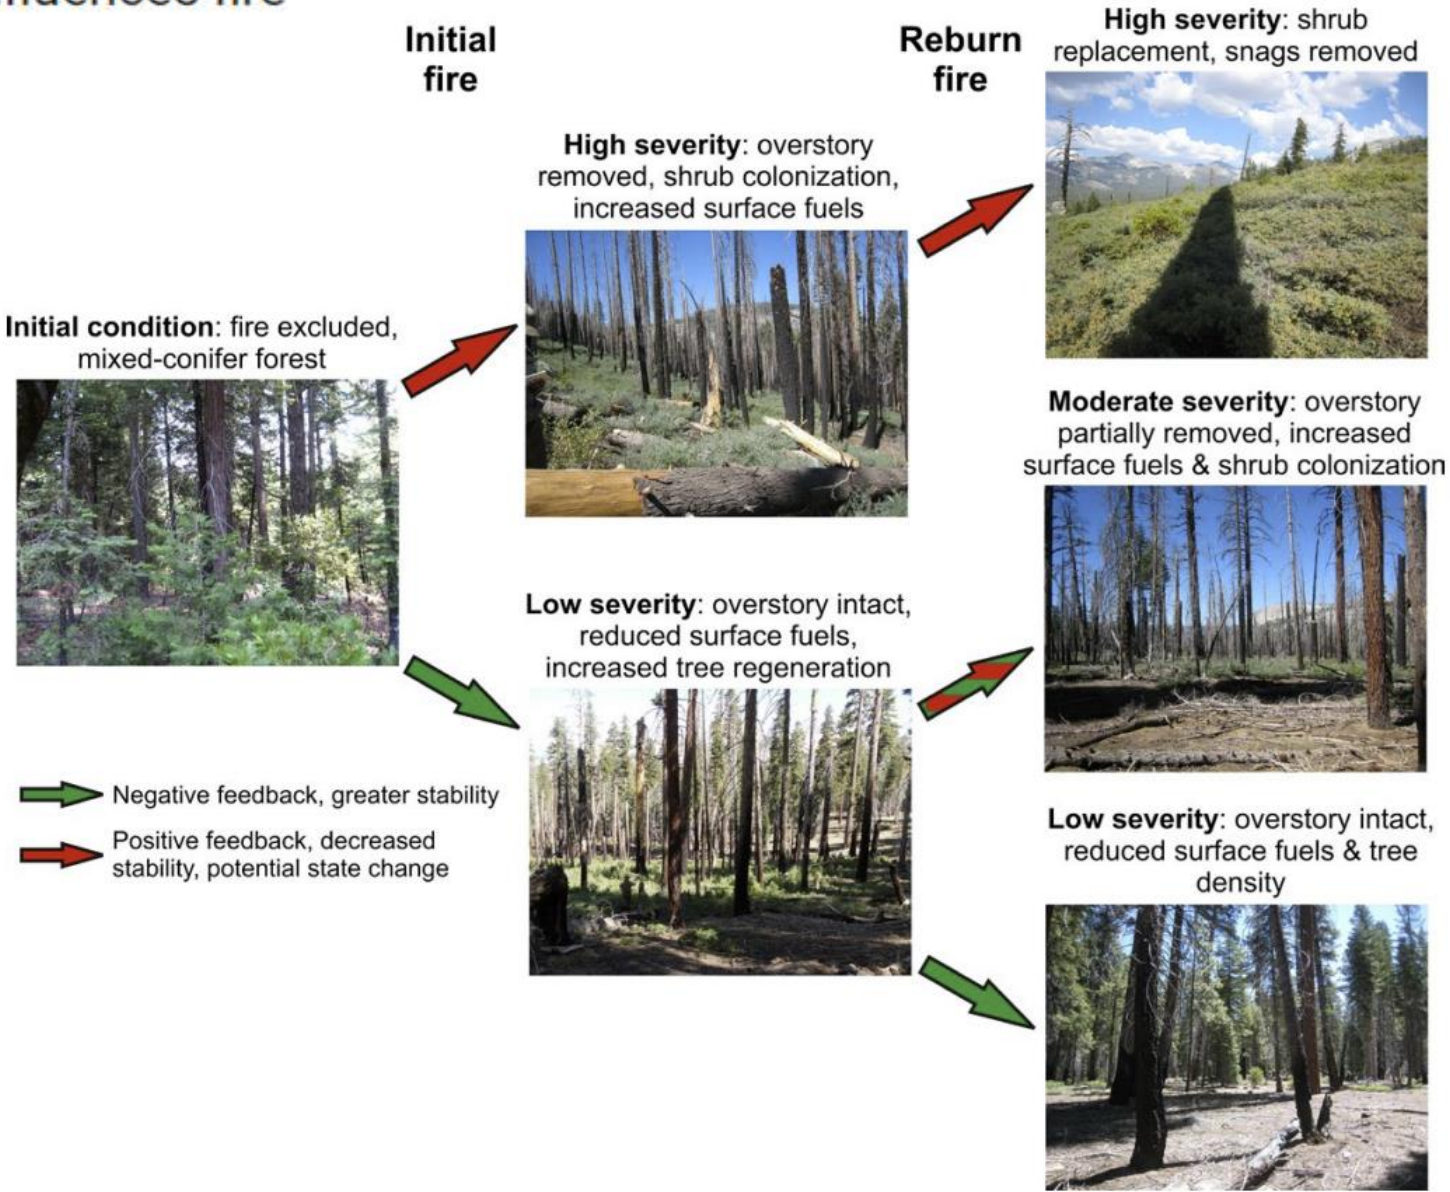 Initial
fire
Reburn
fire
High severity: shrub
replacement, snags removed
High severity: overstory
removed, shrub colonization,
increased surface fuels
Initial condition: fire excluded,
mixed-conifer forest
Moderate severity: overstory
partially removed, increased
surface fuels & shrub colonization
Low severity: overstory intact,
reduced surface fuels,
increased tree regeneration
Negative feedback, greater stability
Positive feedback, decreased
stability, potential state change
Low severity: overstory intact,
reduced surface fuels & tree
density